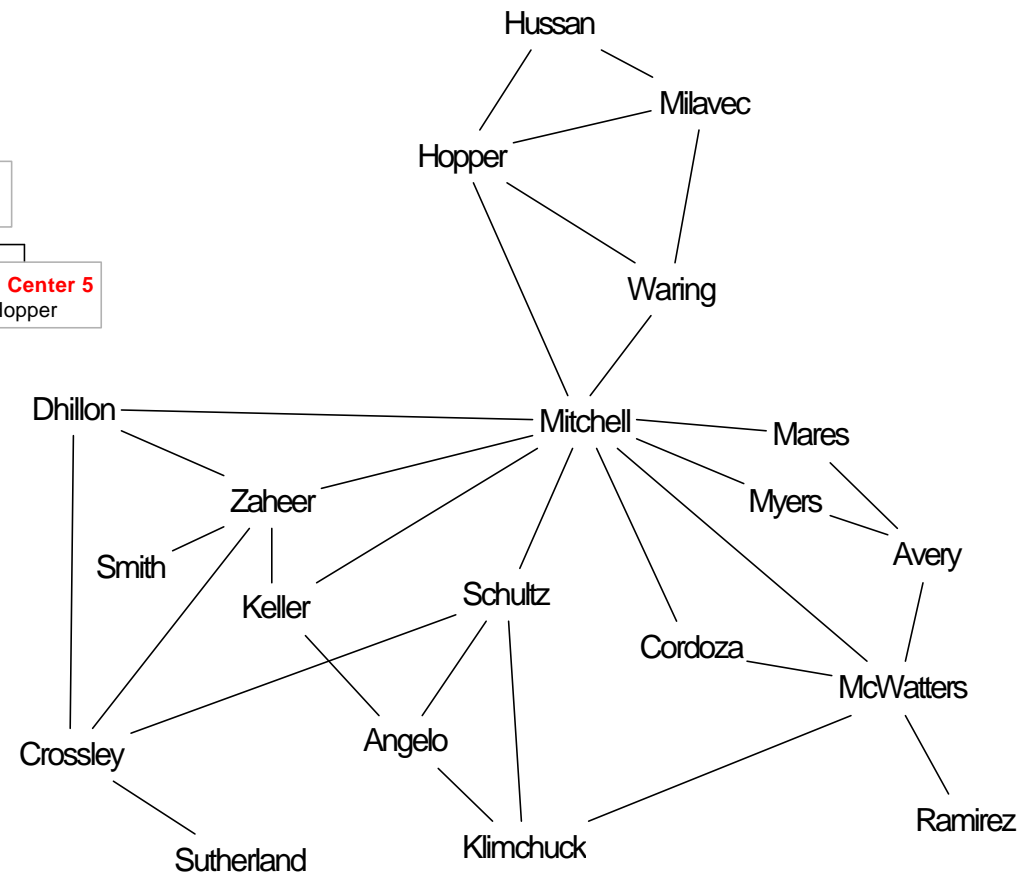 Hussan
Milavec
Hopper
Center 5
Waring
Dhillon
Mitchell
Mares
Zaheer
Myers
Smith
Avery
Keller
Schultz
Cordoza
McWatters
Crossley
Angelo
Ramirez
Sutherland
Klimchuck